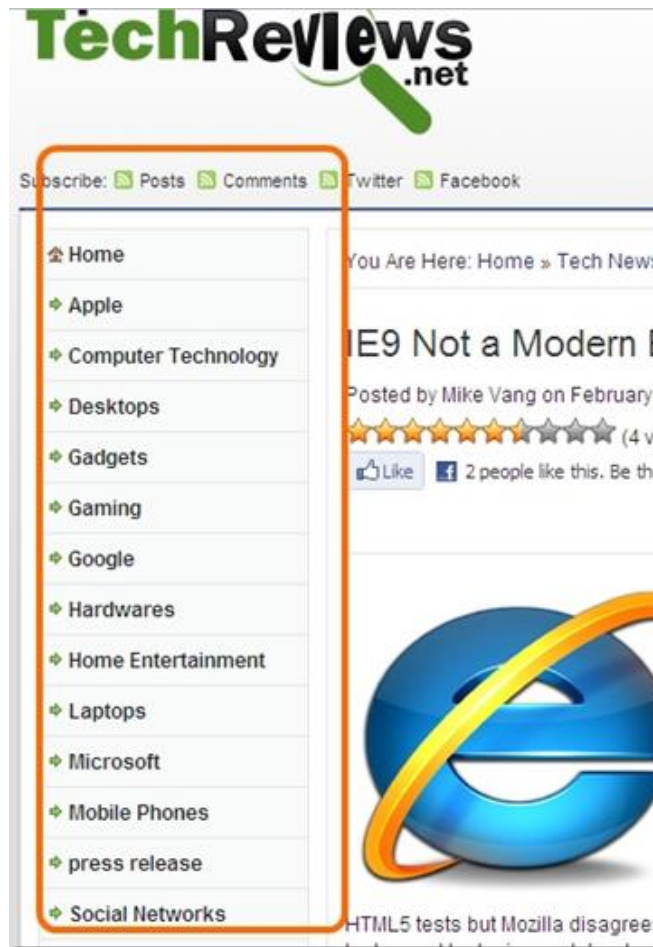 TechReviews
.net
Subscribe: Posts Comments Twitter Facebook
Home
Apple
Computer Technology
Desktops
Gadgets
Gaming
Google
Hardwares
Home Entertainment
Laptops
Microsoft
Mobile Phones
press release
Social Networks
You Are Here: Home » Tech News
IE9 Not a Modern
Posted by Mike Vang on February
(4
Like 2 people like this. Be
HTML5 tests but Mozilla